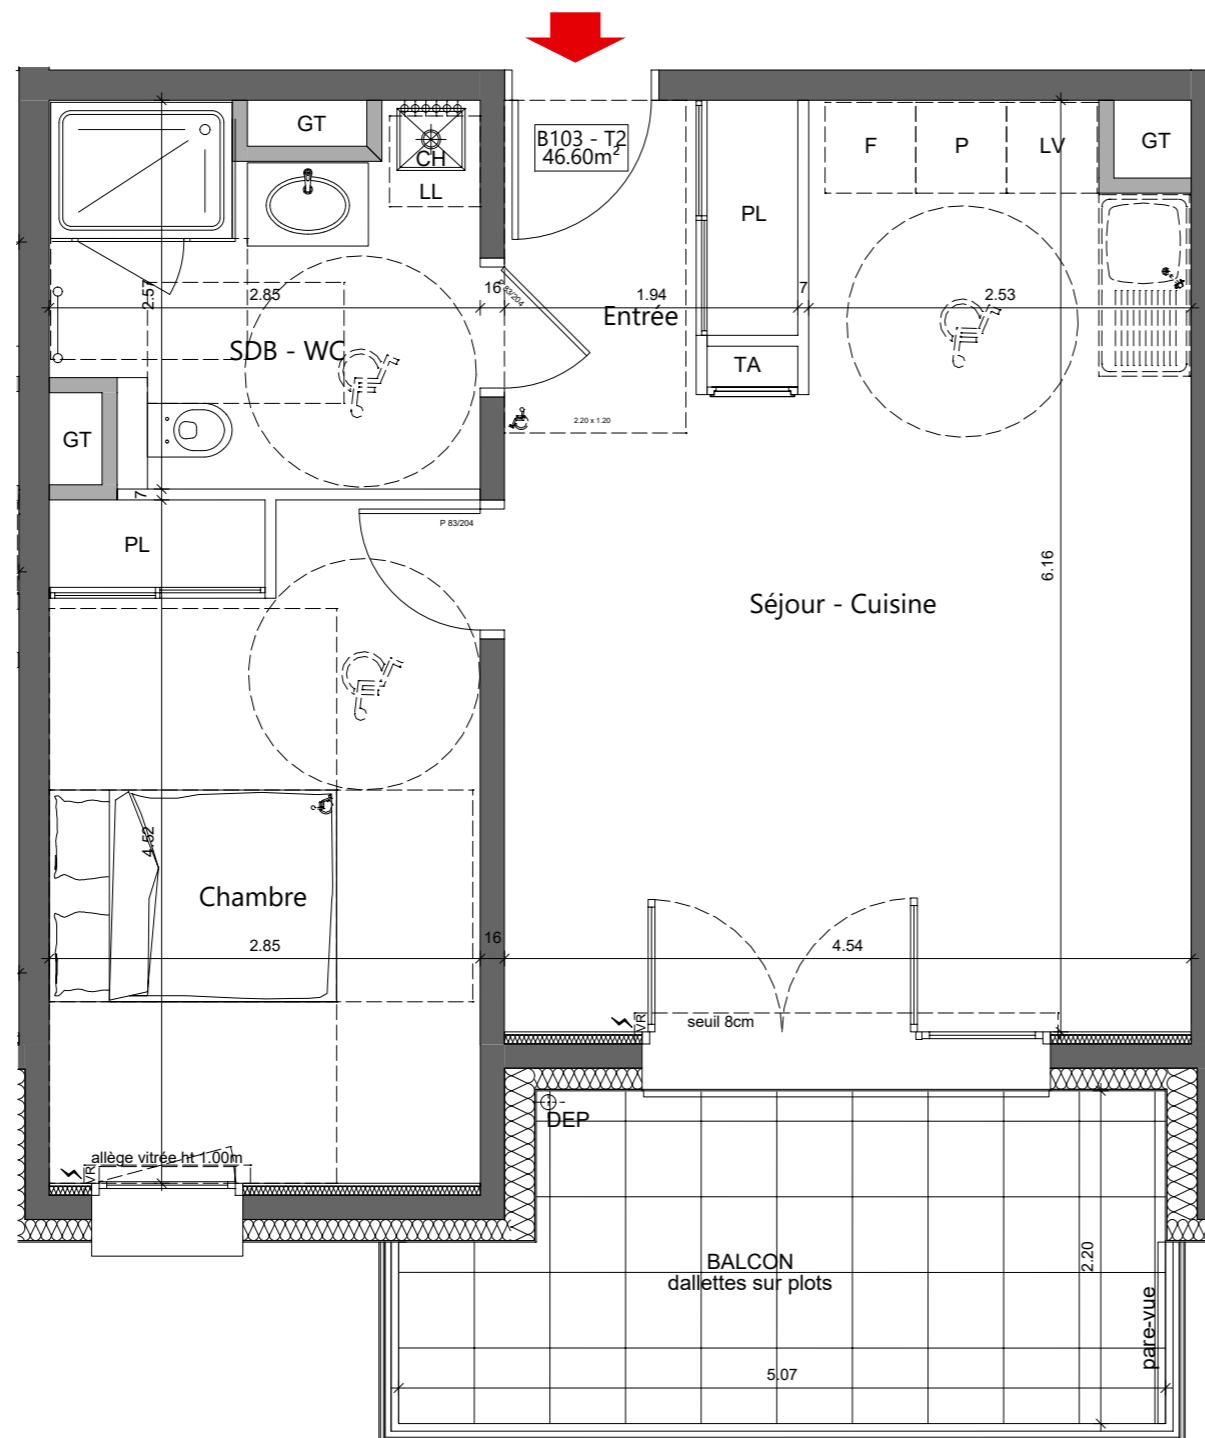 GT
CH
LL
B103 - T2
46.60m²
PL
F
P
LV
GT
2.57
2.85
16
P 83/204
1.94
Entrée
7
2.53
SDB - WC
TA
2.20 x 1.20
GT
7
PL
P 83/204
6.16
Séjour - Cuisine
4.52
Chambre
2.85
16
4.54
VR
seuil 8cm
DEP
VR
allège vitrée ht 1.00m
BALCON
dallettes sur plots
2.20
pare-vue
5.07